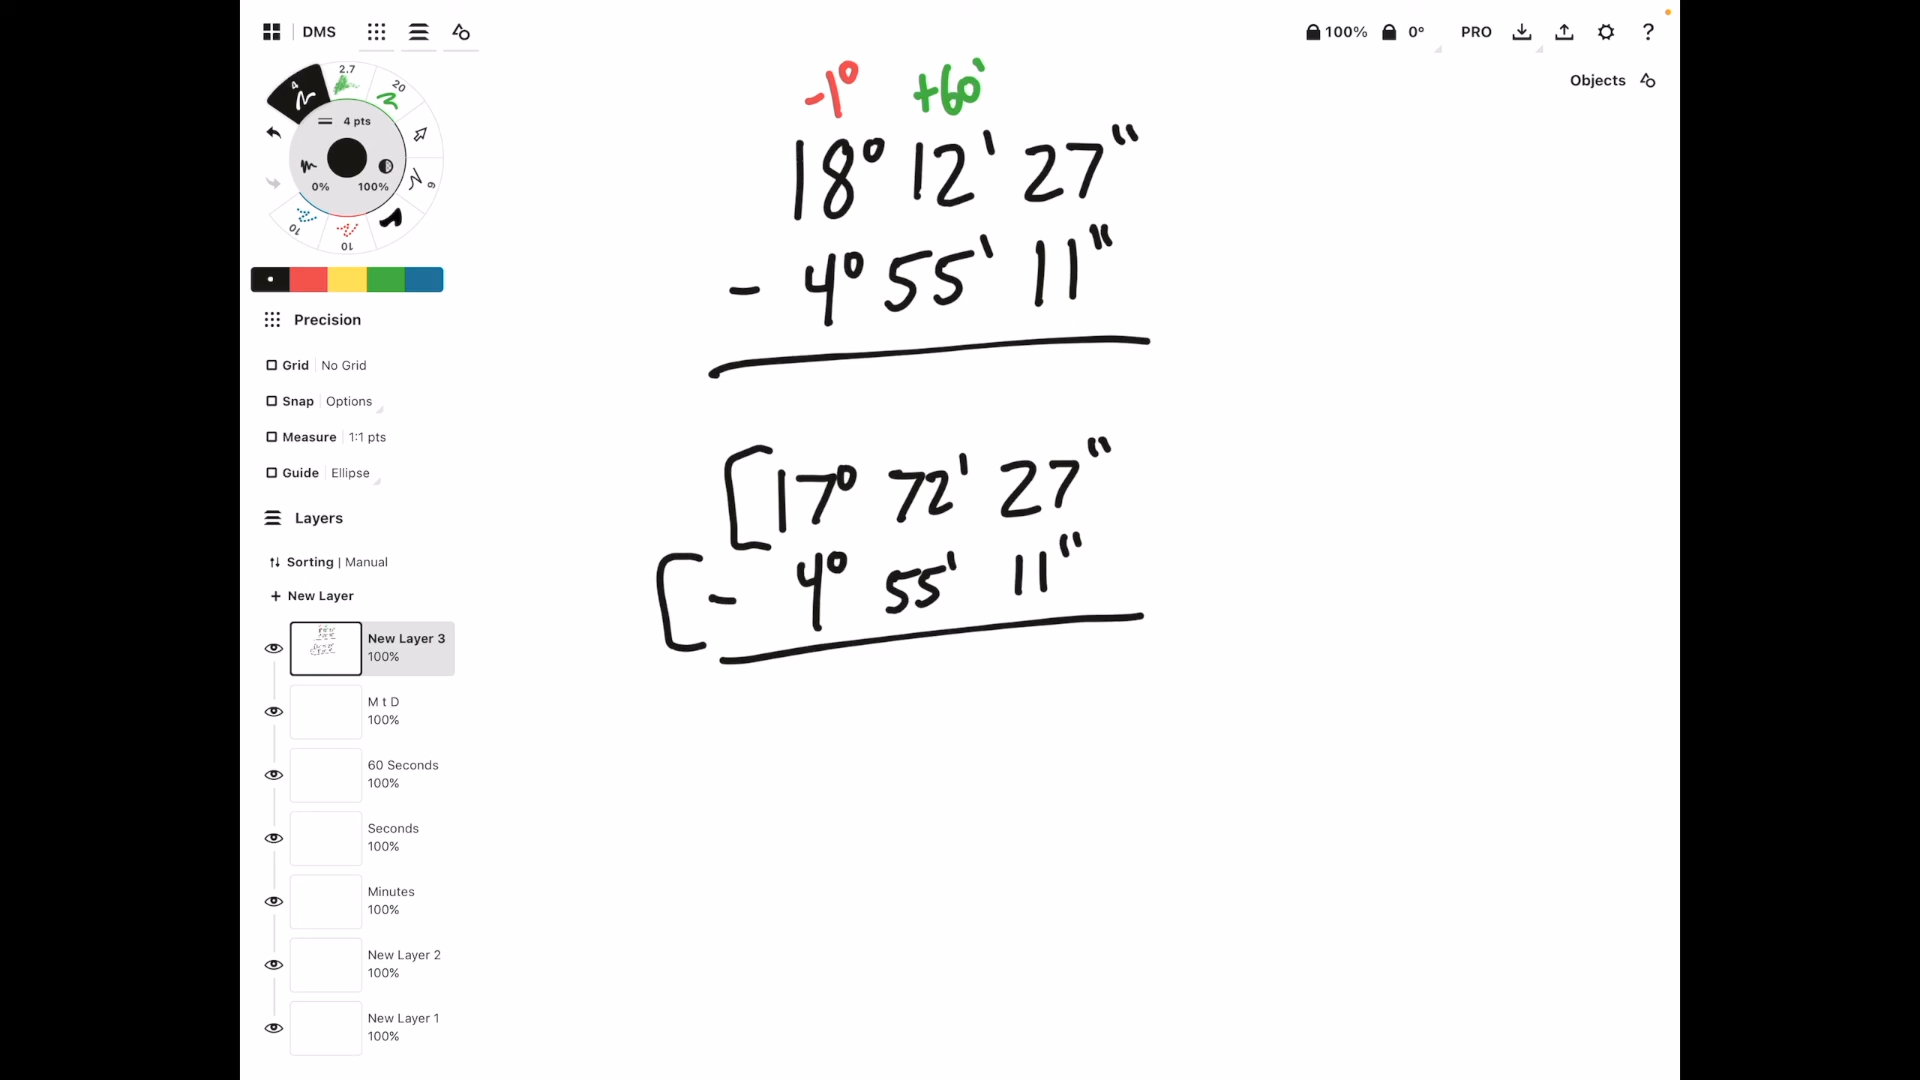 DMS
100% 0° PRO ?
Objects
4 2.7 20
4 pts
0% 100%
6
10
10
-1° +60'
18° 12' 27"
- 4° 55' 11"
[17° 72' 27"
[- 4° 55' 11"
Precision
Grid | No Grid
Snap | Options
Measure | 1:1 pts
Guide | Ellipse
Layers
Sorting | Manual
+ New Layer
New Layer 3
100%
M t D
100%
60 Seconds
100%
Seconds
100%
Minutes
100%
New Layer 2
100%
New Layer 1
100%